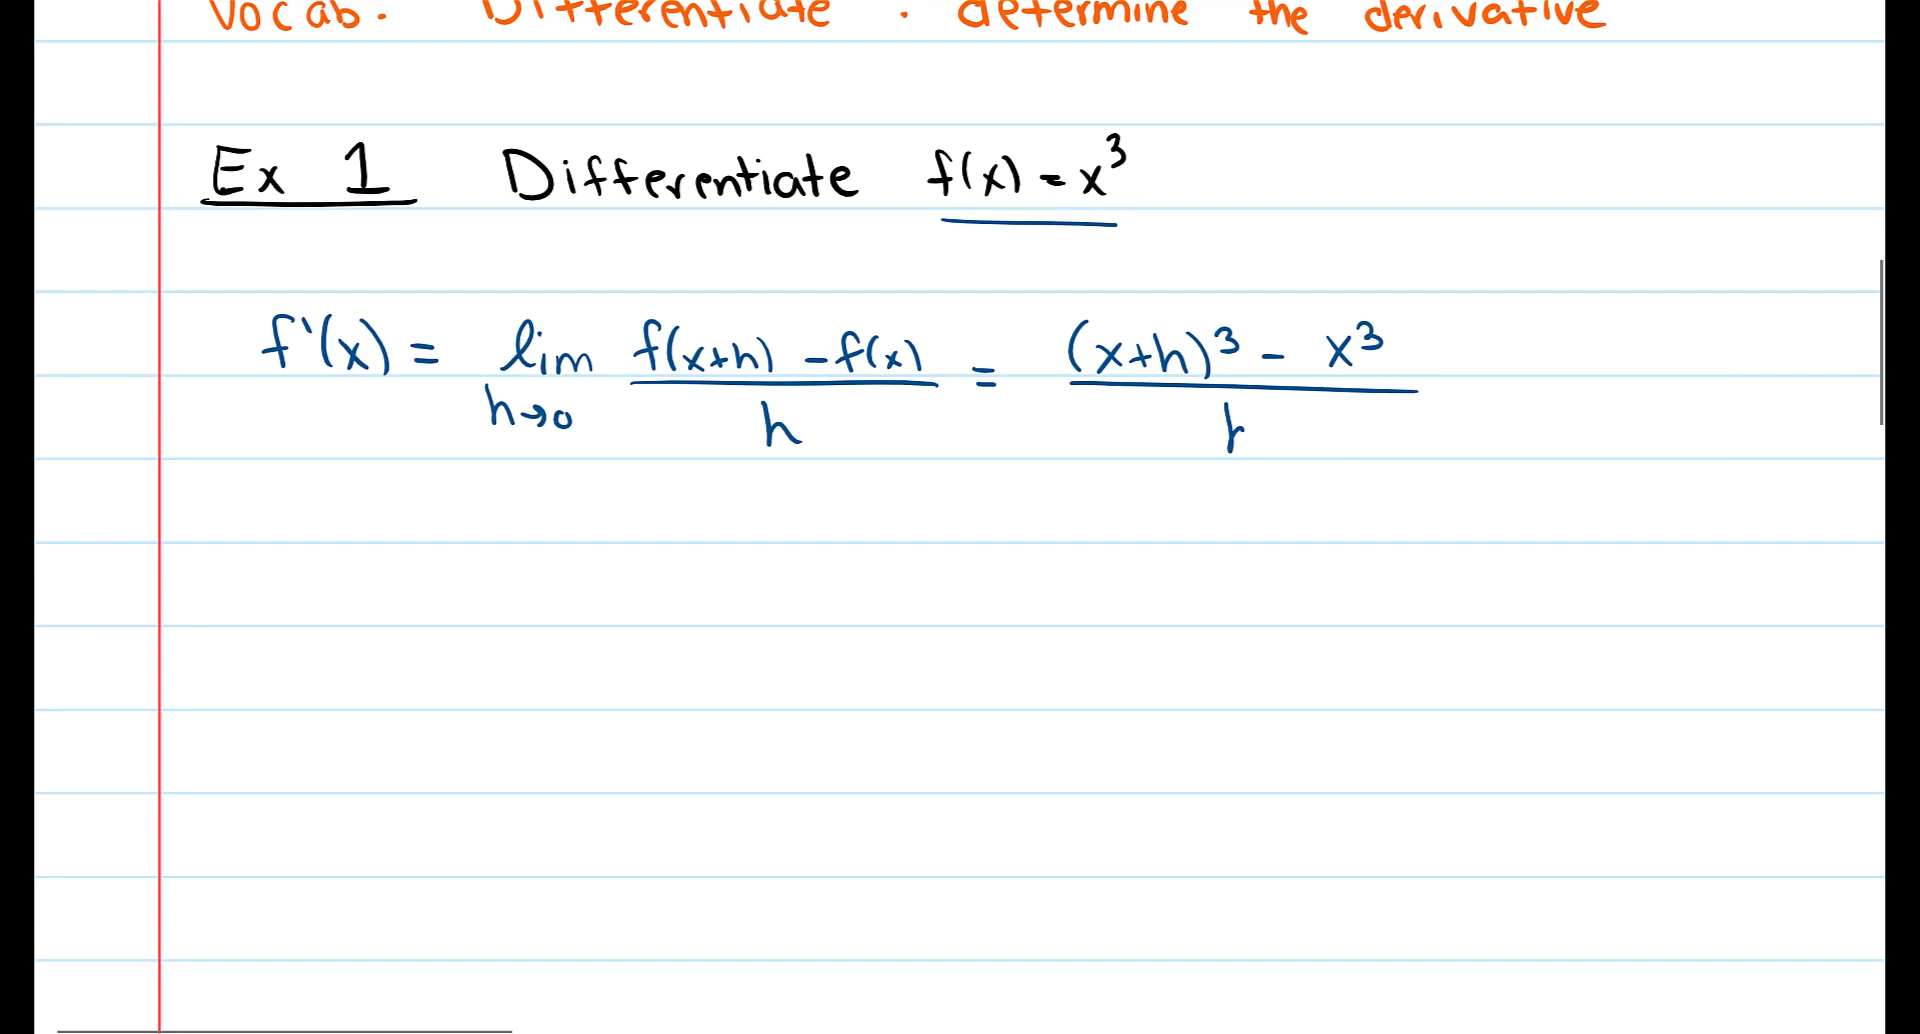 Vocab. Differentiate. determine the derivative
Ex 1 Differentiate f(x) = x³
f'(x) = lim h→0 f(x+h) - f(x) / h = (x+h)³ - x³ / h